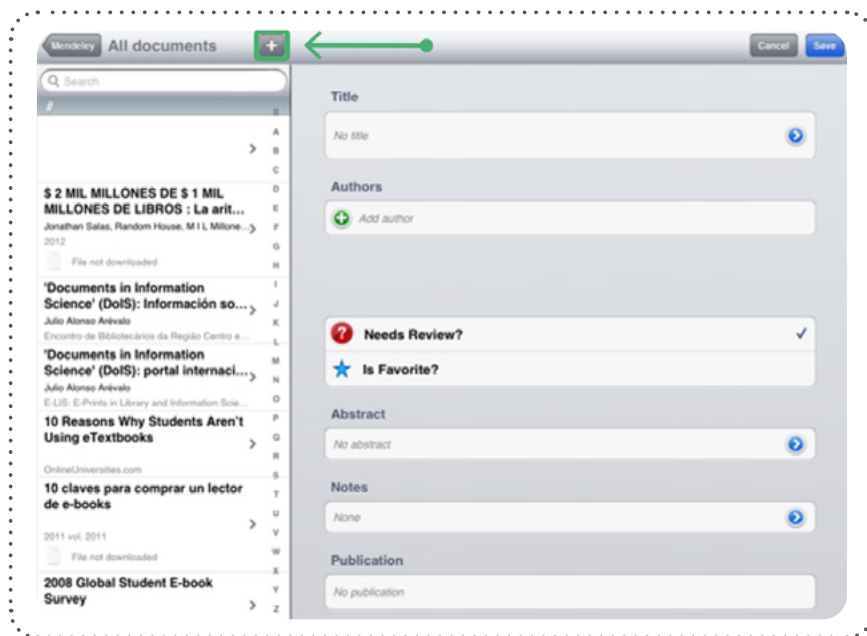 Mendeley
All documents
+
Cancel
Save
Search
#
$ 2 MIL MILLONES DE $ 1 MIL
MILLONES DE LIBROS : La arit...
Jonathan Salas, Random House, M I L Millone...
2012
File not downloaded
'Documents in Information
Science' (DoIS): Información so...
Julio Alonso Arévalo
Encontro de Bibliotecários da Região Centro e...
'Documents in Information
Science' (DoIS): portal internaci...
Julio Alonso Arévalo
E-LIS: E-Prints in Library and Information Scie...
10 Reasons Why Students Aren't
Using eTextbooks
OnlineUniversities.com
10 claves para comprar un lector
de e-books
2011 vol. 2011
File not downloaded
2008 Global Student E-book
Survey
A
B
C
D
E
F
G
H
I
J
K
L
M
N
O
P
Q
R
S
T
U
V
W
X
Y
Z
Title
No title
Authors
Add author
Needs Review?
Is Favorite?
Abstract
No abstract
Notes
None
Publication
No publication